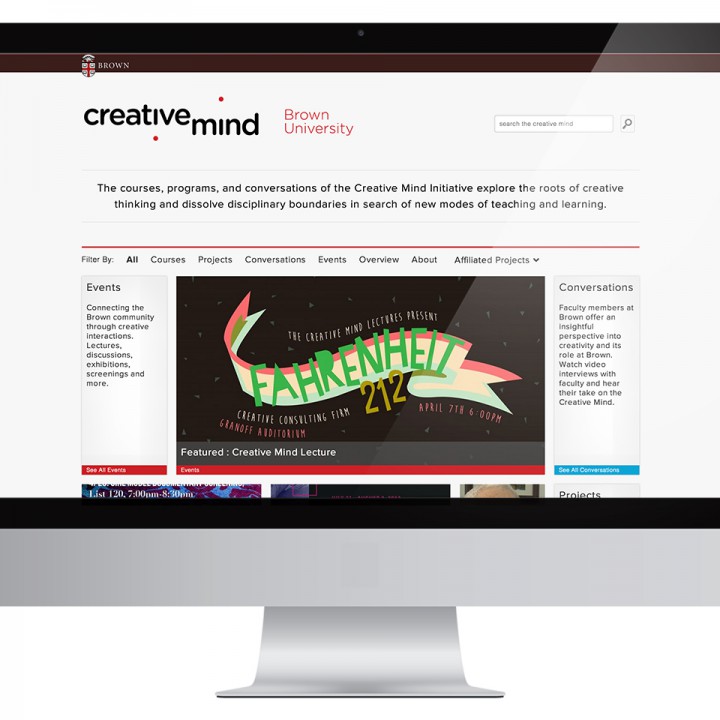 BROWN
creative mind
Brown
University
search the creative mind
The courses, programs, and conversations of the Creative Mind Initiative explore the roots of creative
thinking and dissolve disciplinary boundaries in search of new modes of teaching and learning.
Filter By: All Courses Projects Conversations Events Overview About Affiliated Projects
Events
Connecting the
Brown community
through creative
interactions.
Lectures,
discussions,
exhibitions,
screenings and
more.
See All Events
THE CREATIVE MIND LECTURES PRESENT
FAHRENHEIT
212
CREATIVE CONSULTING FIRM
GRANOFF AUDITORIUM
APRIL 7TH 6:00PM
Featured : Creative Mind Lecture
Events
Conversations
Faculty members at
Brown offer an
insightful
perspective into
creativity and its
role at Brown.
Watch video
interviews with
faculty and hear
their take on the
Creative Mind.
See All Conversations
List 120, 7:00pm-8:30pm.
Projects